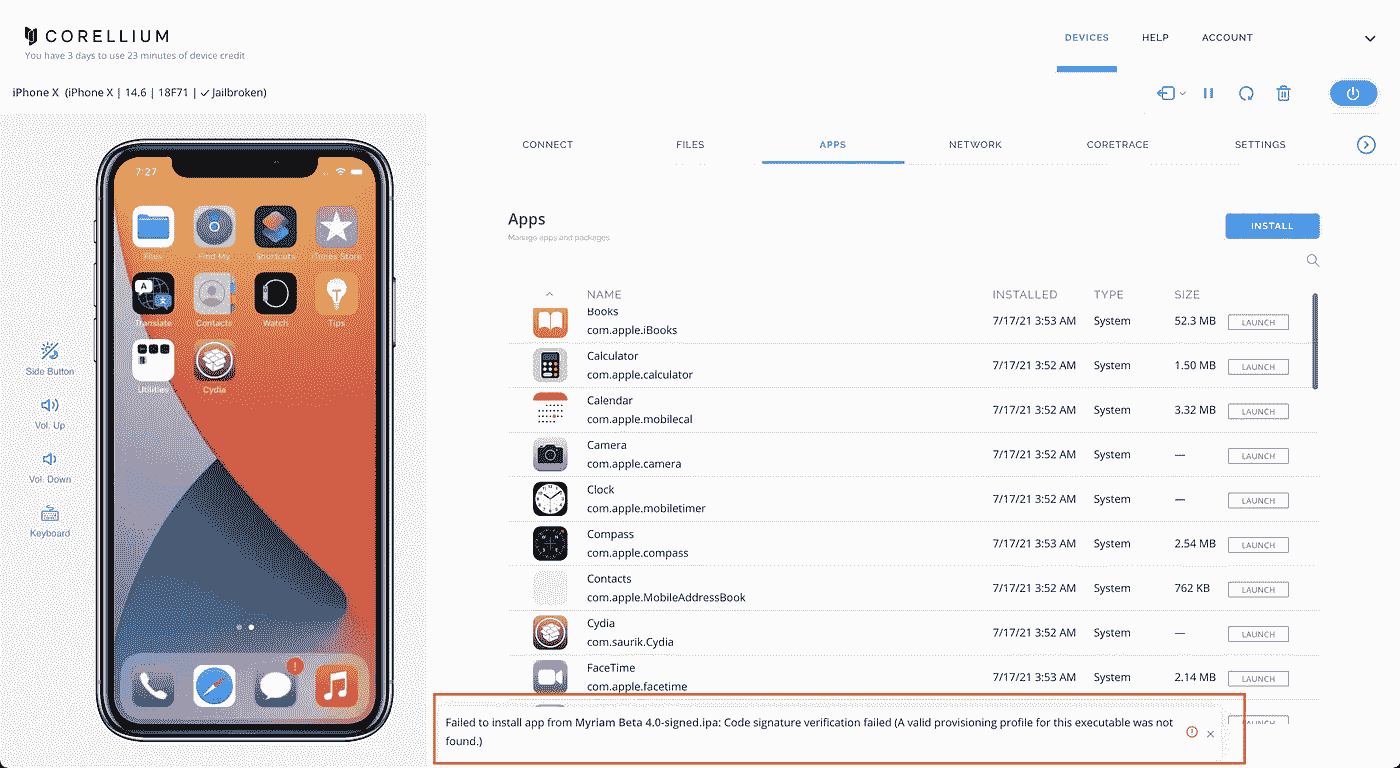 CORELLIUM
You have 3 days to use 23 minutes of device credit
DEVICES
HELP
ACCOUNT
iPhone X (iPhone X | 14.6 | 18F71 | ✓ Jailbroken)
7:27
Files
Find My
Shortcuts
iTunes Store
Translate
Contacts
Watch
Tips
Utilities
Cydia
Side Button
Vol. Up
Vol. Down
Keyboard
CONNECT
FILES
APPS
NETWORK
CORETRACE
SETTINGS
Apps
Manage apps and packages
INSTALL
NAME
INSTALLED
TYPE
SIZE
Books
com.apple.iBooks
7/17/21 3:53 AM
System
52.3 MB
LAUNCH
Calculator
com.apple.calculator
7/17/21 3:52 AM
System
1.50 MB
LAUNCH
Calendar
com.apple.mobilecal
7/17/21 3:52 AM
System
3.32 MB
LAUNCH
Camera
com.apple.camera
7/17/21 3:52 AM
System
—
LAUNCH
Clock
com.apple.mobiletimer
7/17/21 3:52 AM
System
—
LAUNCH
Compass
com.apple.compass
7/17/21 3:53 AM
System
2.54 MB
LAUNCH
Contacts
com.apple.MobileAddressBook
7/17/21 3:52 AM
System
762 KB
LAUNCH
Cydia
com.saurik.Cydia
7/17/21 3:52 AM
System
—
LAUNCH
FaceTime
com.apple.facetime
7/17/21 3:53 AM
System
2.14 MB
LAUNCH
LAUNCH
Failed to install app from Myriam Beta 4.0-signed.ipa: Code signature verification failed (A valid provisioning profile for this executable was not
found.)